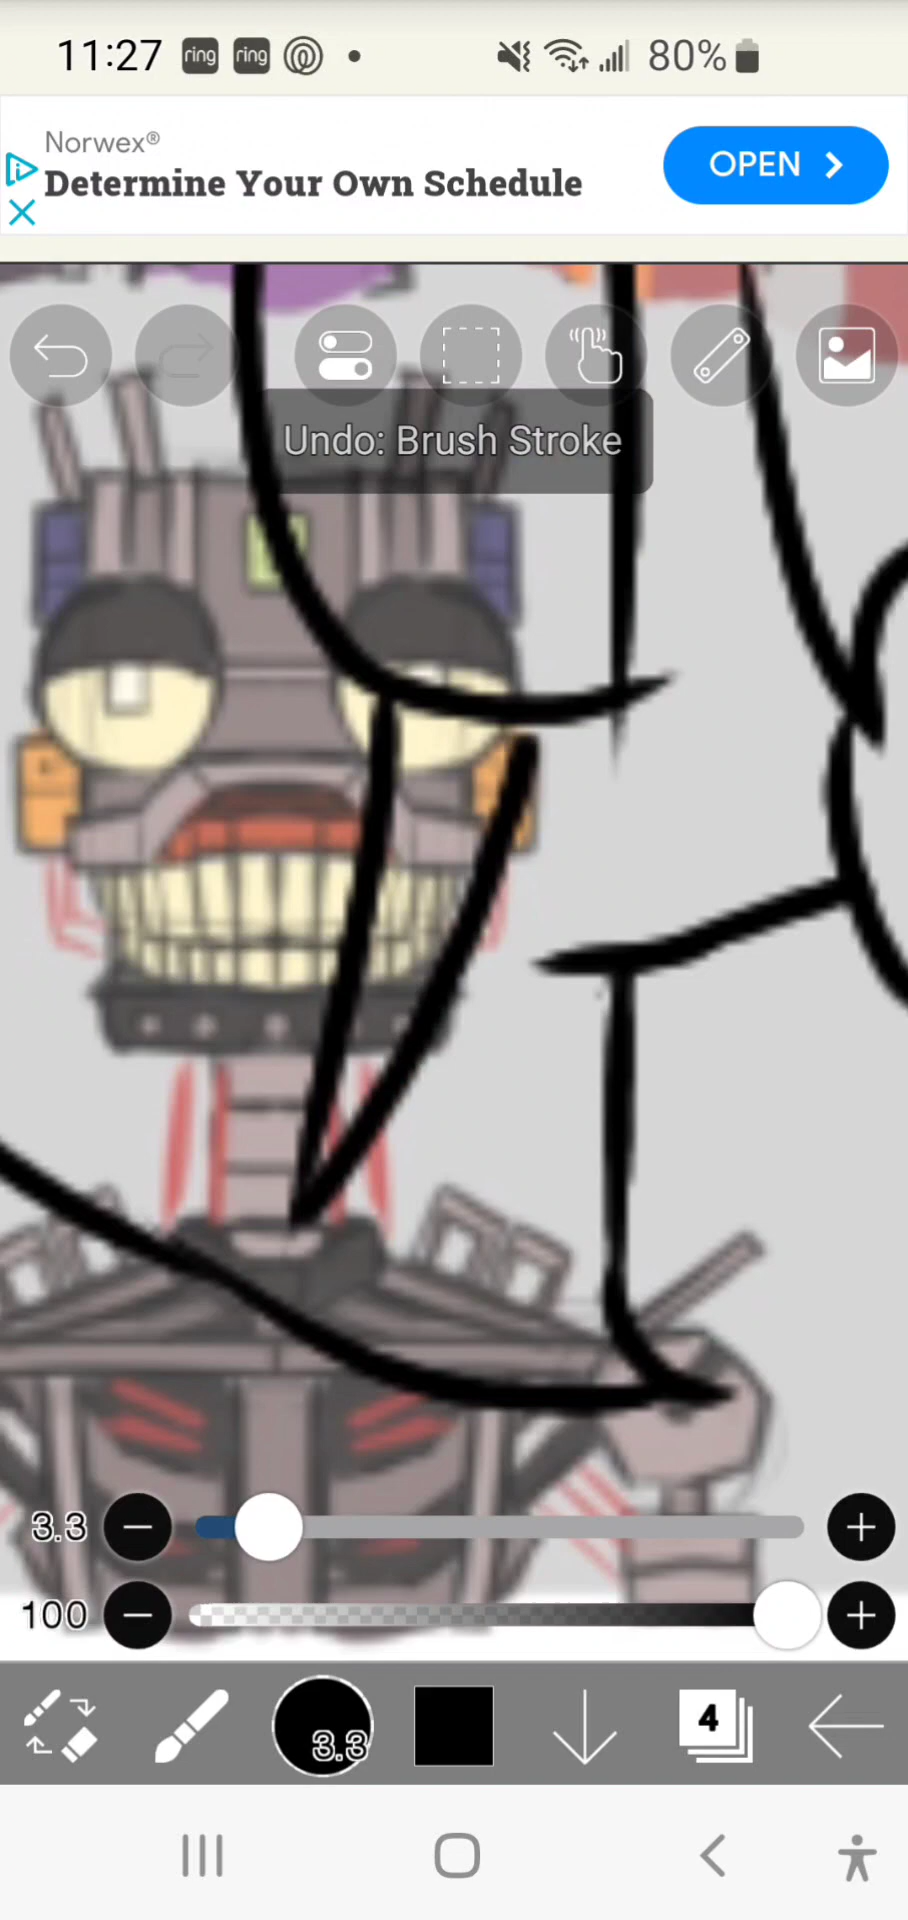 11:27 ring ring 80%
Norwex®
Determine Your Own Schedule
OPEN
Undo: Brush Stroke
3.3
100
3.3
4